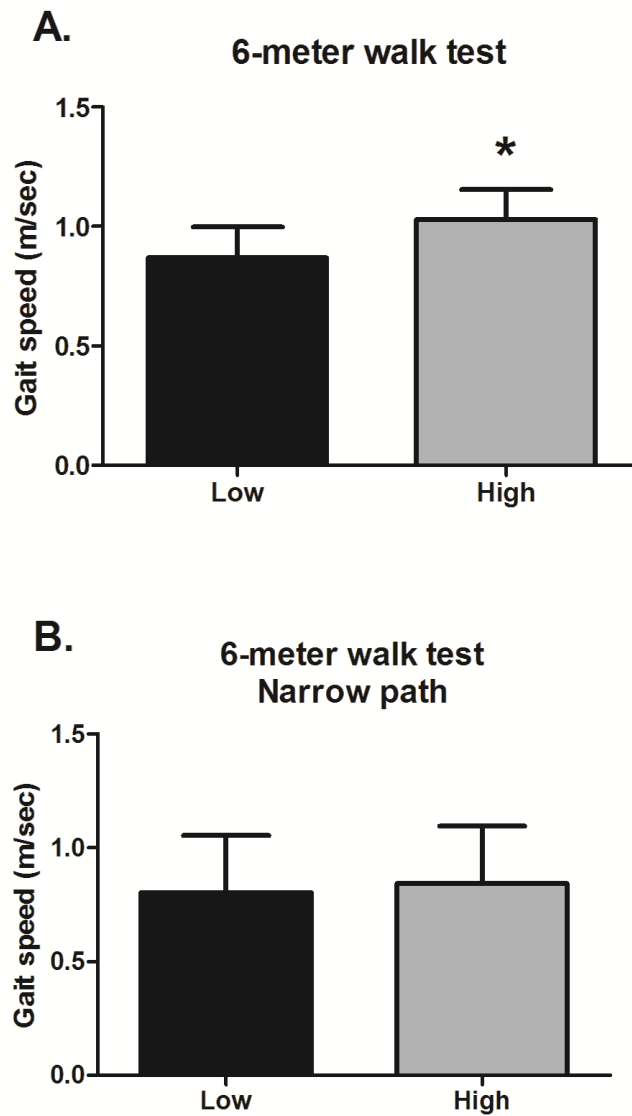 A.
6-meter walk test
1.5
1.0
0.5
0.0
Gait speed (m/sec)
*
Low
High
B.
6-meter walk test
Narrow path
1.5
1.0
0.5
0.0
Gait speed (m/sec)
Low
High